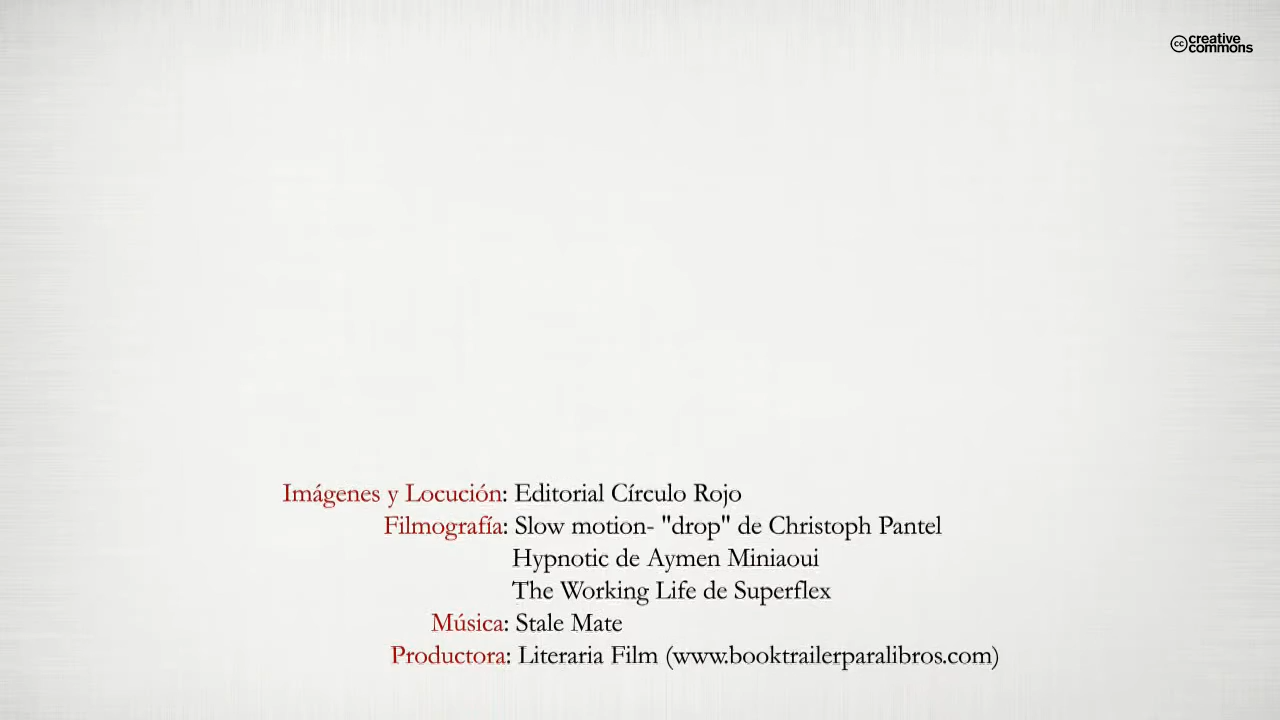 cc creative
commons
Imágenes y Locución: Editorial Círculo Rojo
Filmografía: Slow motion- "drop" de Christoph Pantel
Hypnotic de Aymen Miniaoui
The Working Life de Superflex
Música: Stale Mate
Productora: Literaria Film (www.booktrailerparalibros.com)